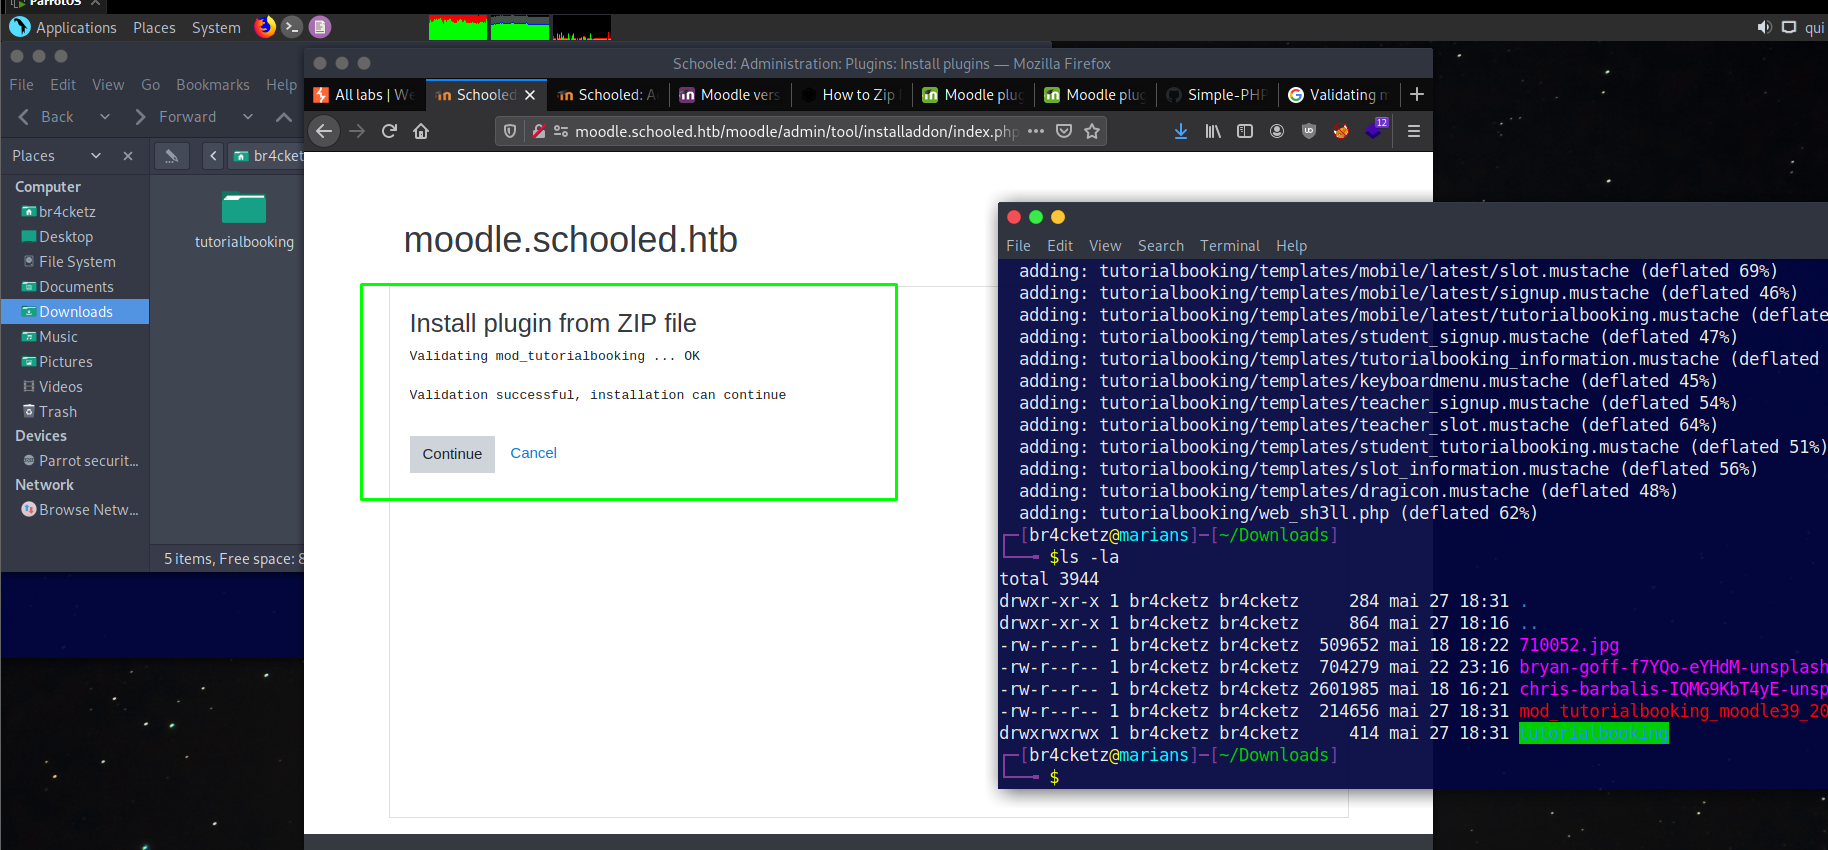 ParrotOS
Applications Places System
qui
File Edit View Go Bookmarks Help
Back Forward
Places
br4cket
Computer
br4cketz
Desktop
File System
Documents
Downloads
Music
Pictures
Videos
Trash
Devices
Parrot securit...
Network
Browse Netw...
tutorialbooking
5 items, Free space: 8
Schooled: Administration: Plugins: Install plugins — Mozilla Firefox
All labs | We
Schooled
Schooled: A
Moodle vers
How to Zip
Moodle plug
Moodle plug
Simple-PHP
Validating m
moodle.schooled.htb/moodle/admin/tool/installaddon/index.php
12
moodle.schooled.htb
Install plugin from ZIP file
Validating mod_tutorialbooking ... OK
Validation successful, installation can continue
Continue Cancel
File Edit View Search Terminal Help
adding: tutorialbooking/templates/mobile/latest/slot.mustache (deflated 69%)
adding: tutorialbooking/templates/mobile/latest/signup.mustache (deflated 46%)
adding: tutorialbooking/templates/mobile/latest/tutorialbooking.mustache (deflate
adding: tutorialbooking/templates/student_signup.mustache (deflated 47%)
adding: tutorialbooking/templates/tutorialbooking_information.mustache (deflated
adding: tutorialbooking/templates/keyboardmenu.mustache (deflated 45%)
adding: tutorialbooking/templates/teacher_signup.mustache (deflated 54%)
adding: tutorialbooking/templates/teacher_slot.mustache (deflated 64%)
adding: tutorialbooking/templates/student_tutorialbooking.mustache (deflated 51%)
adding: tutorialbooking/templates/slot_information.mustache (deflated 56%)
adding: tutorialbooking/templates/dragicon.mustache (deflated 48%)
adding: tutorialbooking/web_sh3ll.php (deflated 62%)
[br4cketz@marians]─[~/Downloads]
$ls -la
total 3944
drwxr-xr-x 1 br4cketz br4cketz 284 mai 27 18:31 .
drwxr-xr-x 1 br4cketz br4cketz 864 mai 27 18:16 ..
-rw-r--r-- 1 br4cketz br4cketz 509652 mai 18 18:22 710052.jpg
-rw-r--r-- 1 br4cketz br4cketz 704279 mai 22 23:16 bryan-goff-f7YQo-eYHdM-unsplash
-rw-r--r-- 1 br4cketz br4cketz 2601985 mai 18 16:21 chris-barbalis-IQMG9KbT4yE-unsp
-rw-r--r-- 1 br4cketz br4cketz 214656 mai 27 18:31 mod_tutorialbooking_moodle39_20
drwxrwxrwx 1 br4cketz br4cketz 414 mai 27 18:31 tutorialbooking
[br4cketz@marians]─[~/Downloads]
$